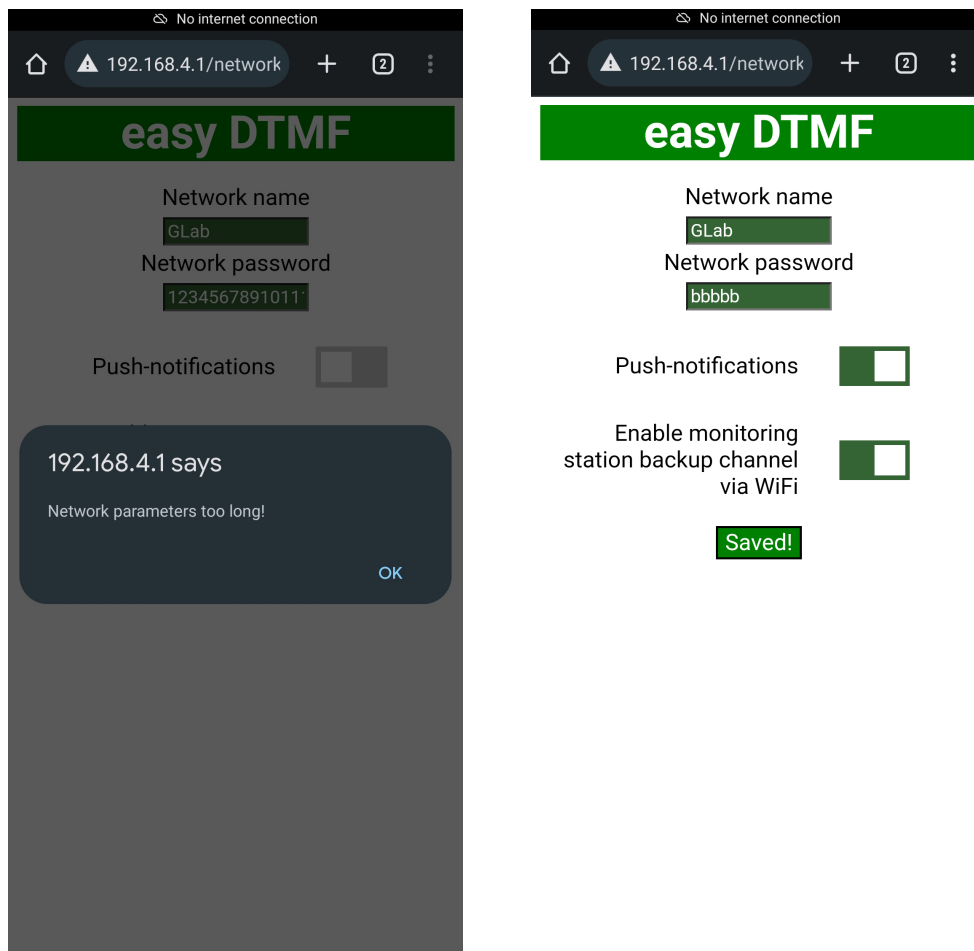 No internet connection
192.168.4.1/network
2
easy DTMF
Network name
GLab
Network password
1234567891011
Push-notifications
192.168.4.1 says
Network parameters too long!
OK
No internet connection
192.168.4.1/network
2
easy DTMF
Network name
GLab
Network password
bbbbb
Push-notifications
Enable monitoring
station backup channel
via WiFi
Saved!